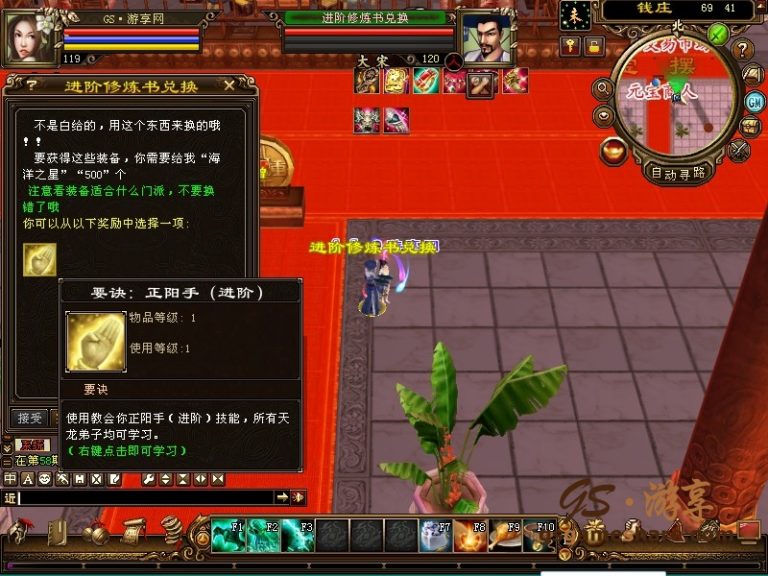 GS·游享网
119
进阶修炼书兑换
大宋
120
钱庄
69 41
北
元宝商人
GM
自动寻路
进阶修炼书兑换
不是白给的，用这个东西来换的哦
！！
要获得这些装备，你需要给我“海
洋之星”“500”个
注意看装备适合什么门派，不要换
错了哦
你可以从以下奖励中选择一项:
进阶修炼书兑换
要诀: 正阳手（进阶）
物品等级: 1
使用等级:1
要诀
使用教会你正阳手（进阶）技能，所有天
龙弟子均可学习。
（右键点击即可学习）
接受
在第58
近
F1 F2 F3 F7 F8 F9 F10
GS·游享